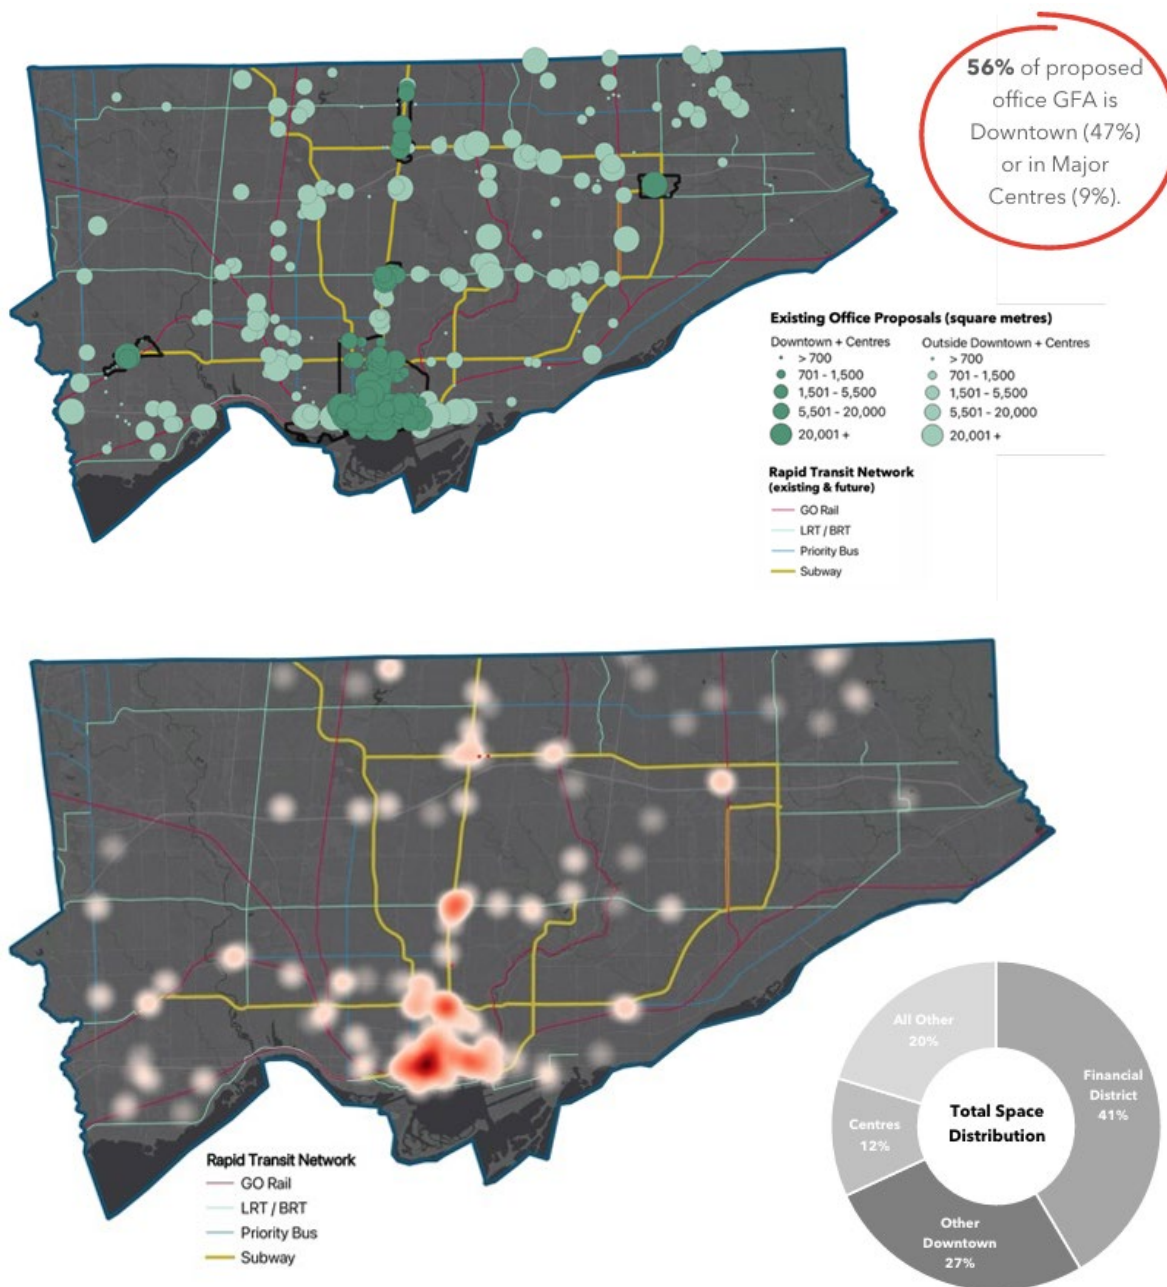 56% of proposed
office GFA is
Downtown (47%)
or in Major
Centres (9%).
Existing Office Proposals (square metres)
Downtown + Centres
> 700
701 - 1,500
1,501 - 5,500
5,501 - 20,000
20,001 +
Outside Downtown + Centres
> 700
701 - 1,500
1,501 - 5,500
5,501 - 20,000
20,001 +
Rapid Transit Network
(existing & future)
GO Rail
LRT / BRT
Priority Bus
Subway
Rapid Transit Network
GO Rail
LRT / BRT
Priority Bus
Subway
Total Space
Distribution
Financial
District
41%
Other
Downtown
27%
Centres
12%
All Other
20%